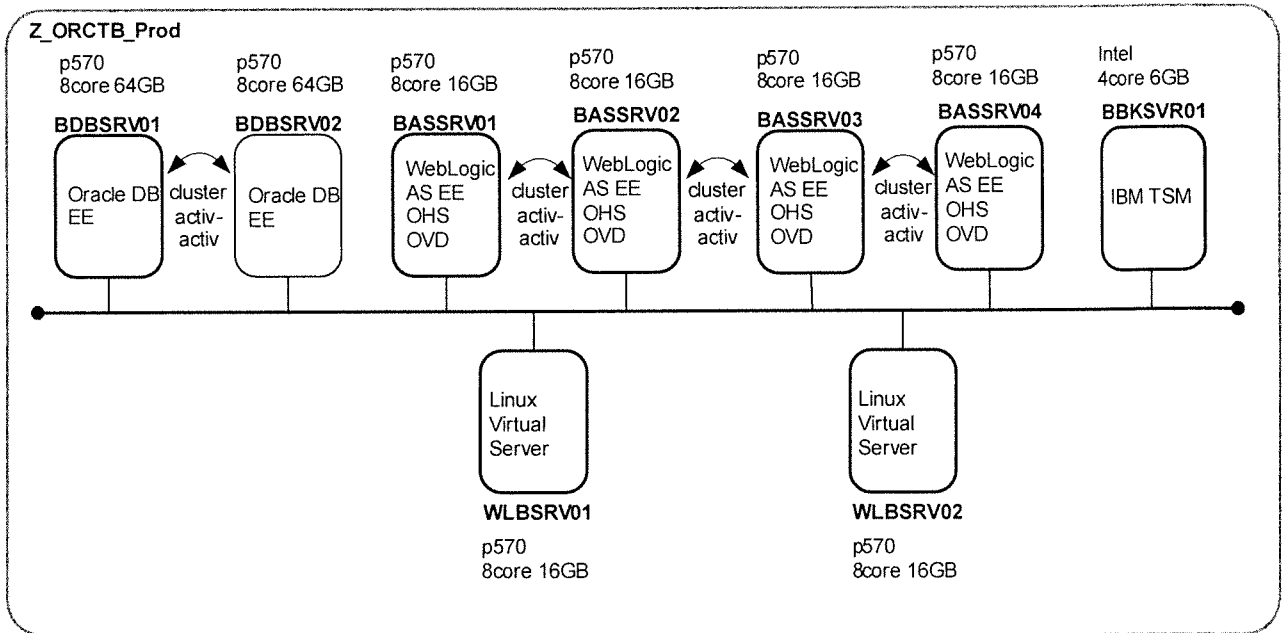 Z_ORCTB_Prod
p570
8core 64GB
BDBSRV01
Oracle DB
EE
cluster
activ-
activ
p570
8core 64GB
BDBSRV02
Oracle DB
EE
p570
8core 16GB
BASSRV01
WebLogic
AS EE
OHS
OVD
cluster
activ-
activ
p570
8core 16GB
BASSRV02
WebLogic
AS EE
OHS
OVD
cluster
activ-
activ
p570
8core 16GB
BASSRV03
WebLogic
AS EE
OHS
OVD
cluster
activ-
activ
p570
8core 16GB
BASSRV04
WebLogic
AS EE
OHS
OVD
Intel
4core 6GB
BBKSVR01
IBM TSM
Linux
Virtual
Server
WLBSRV01
p570
8core 16GB
Linux
Virtual
Server
WLBSRV02
p570
8core 16GB